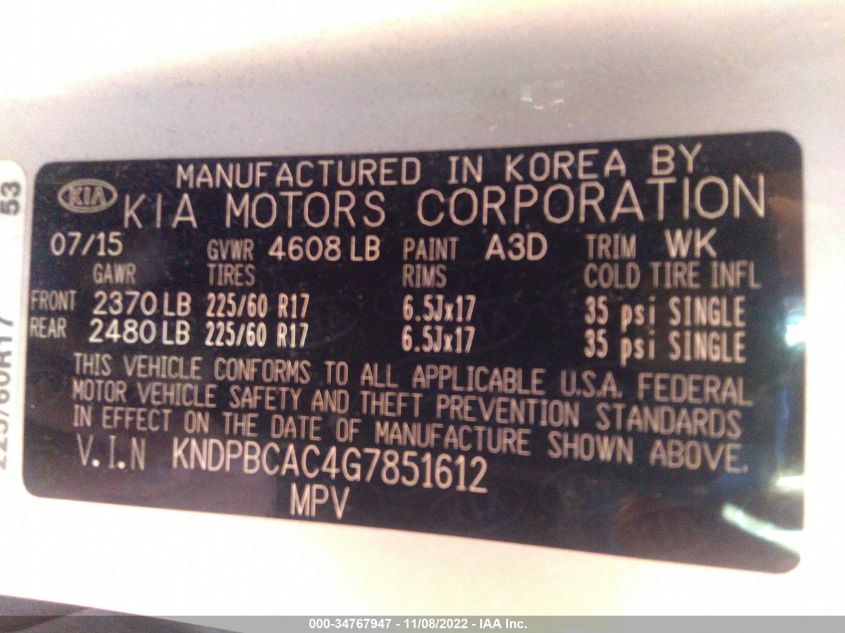 MANUFACTURED IN KOREA BY
KIA KIA MOTORS CORPORATION
07/15 GVWR 4608 LB PAINT A3D TRIM WK
GAWR TIRES RIMS COLD TIRE INFL
FRONT 2370 LB 225/60 R17 6.5Jx17 35 psi SINGLE
REAR 2480 LB 225/60 R17 6.5Jx17 35 psi SINGLE
THIS VEHICLE CONFORMS TO ALL APPLICABLE U.S.A. FEDERAL
MOTOR VEHICLE SAFETY AND THEFT PREVENTION STANDARDS
IN EFFECT ON THE DATE OF MANUFACTURE SHOWN ABOVE.
V.I.N KNDPBCAC4G7851612
MPV
53
225/60R17
000-34767947 - 11/08/2022 - IAA Inc.